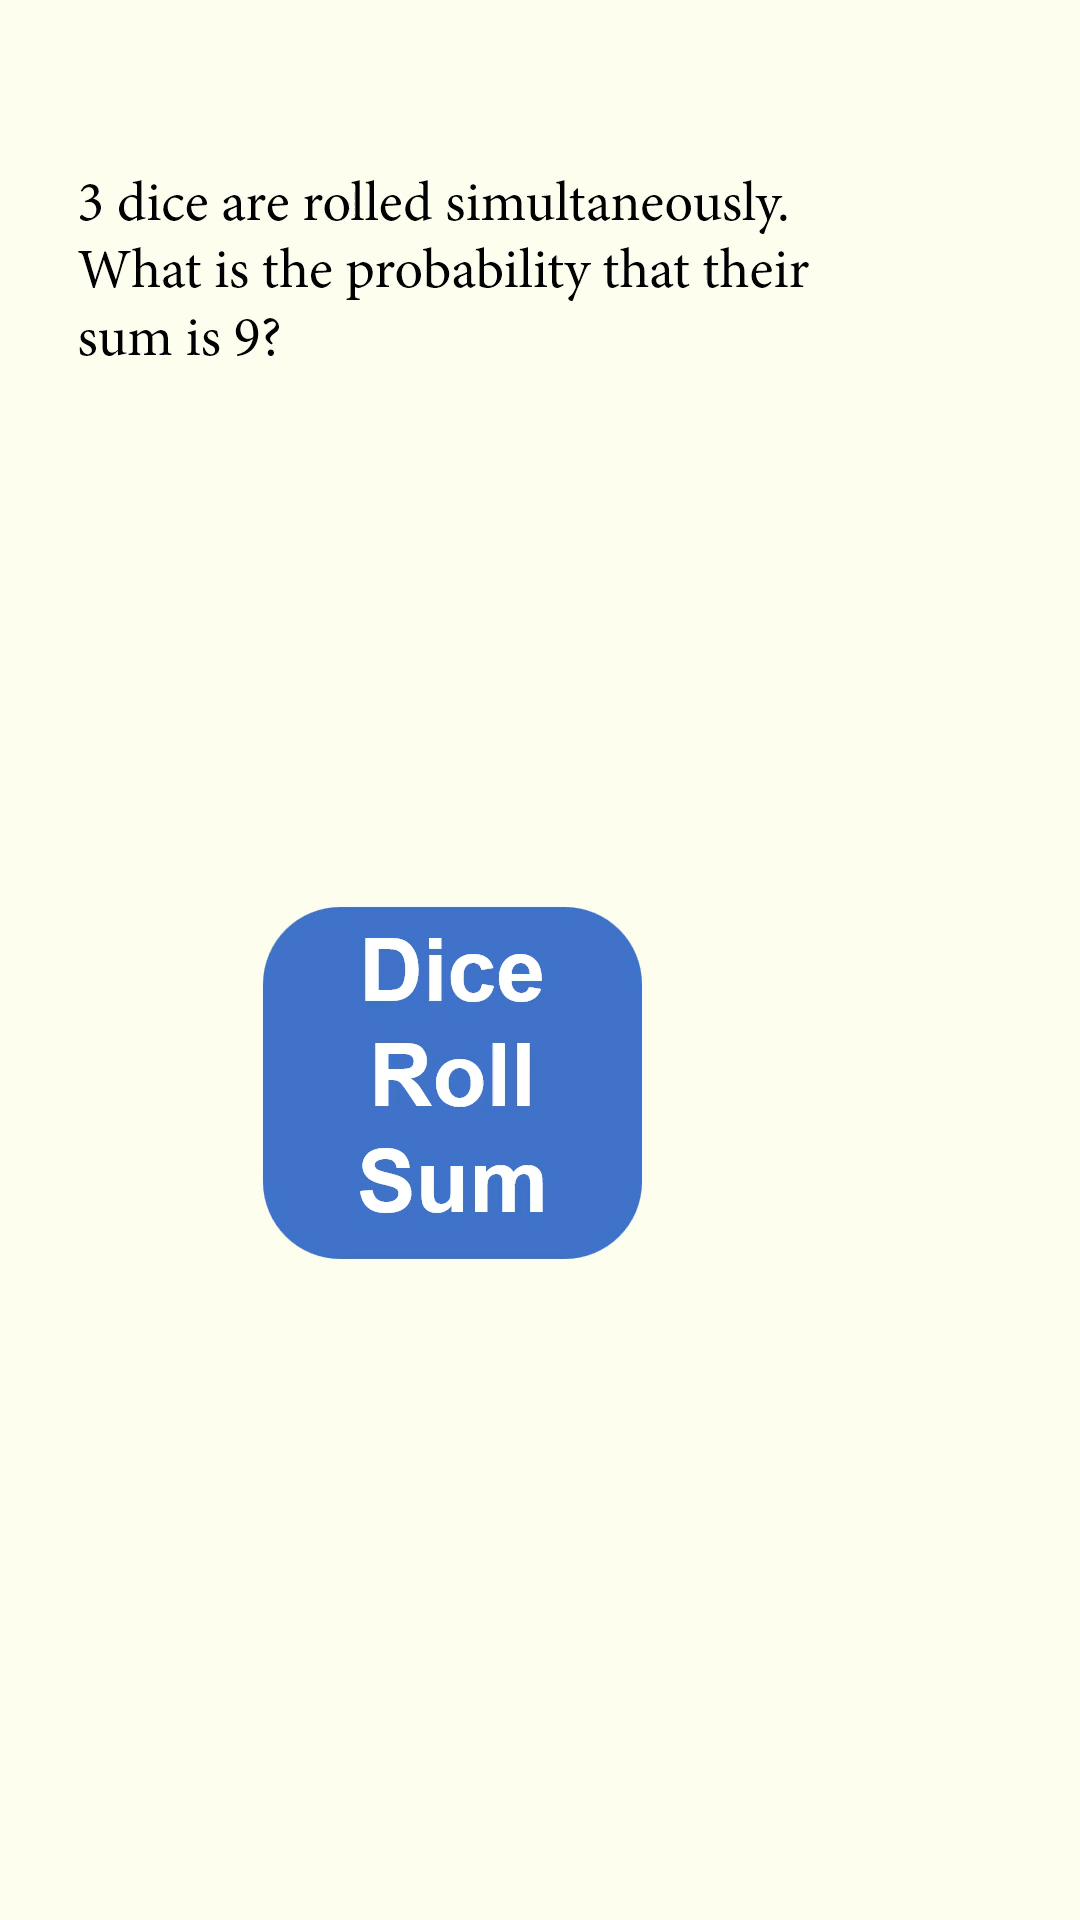 3 dice are rolled simultaneously.
What is the probability that their
sum is 9?
Dice
Roll
Sum